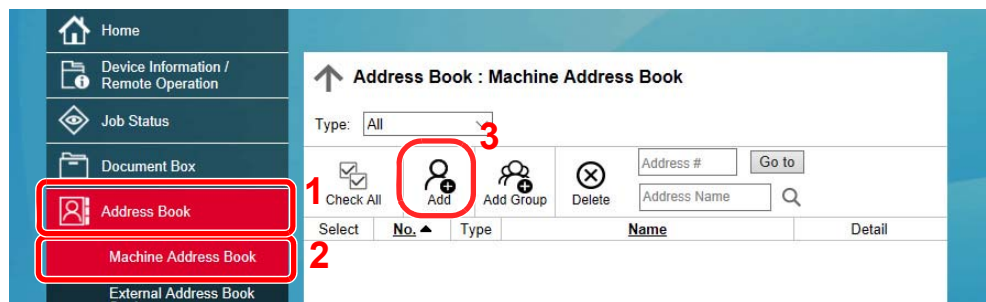 Home
Device Information /
Remote Operation
Job Status
Document Box
1
Address Book
2
Machine Address Book
External Address Book
Address Book : Machine Address Book
Type: All
3
Check All
Add
Add Group
Delete
Address #
Go to
Address Name
Select No. ▲ Type Name Detail